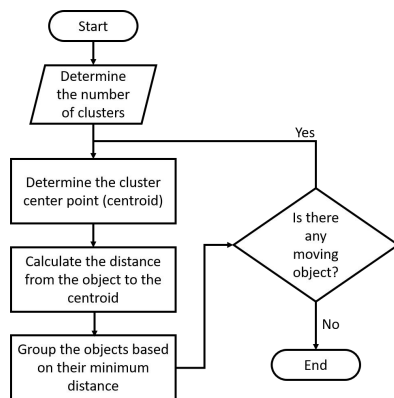 Start
Determine
the number
of clusters
Yes
Determine the cluster
center point (centroid)
Is there
any
moving
object?
Calculate the distance
from the object to the
centroid
No
Group the objects based
on their minimum
distance
End